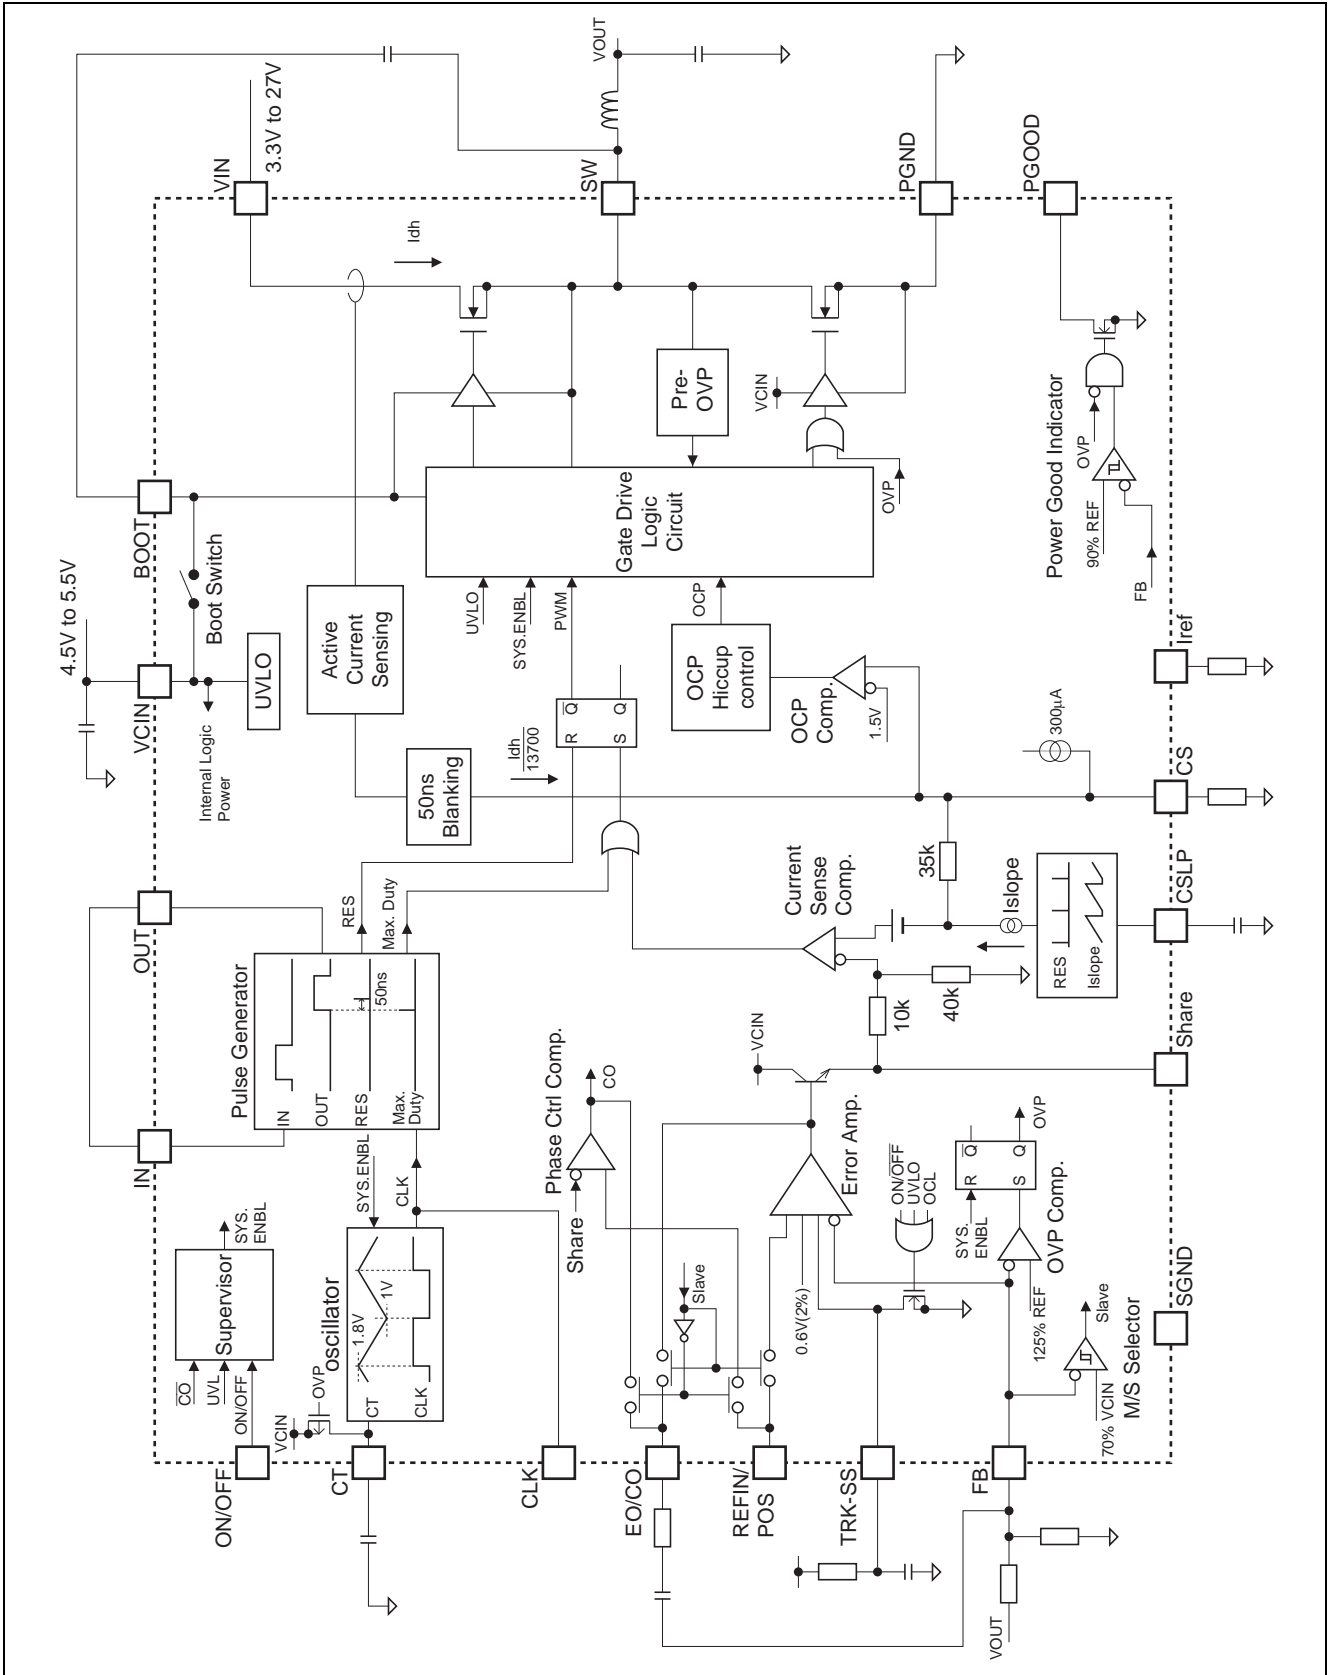 4.5V to 5.5V
3.3V to 27V
VOUT
IN
OUT
VCIN
BOOT
VIN
SW
PGND
PGOOD
ON/OFF
CT
CLK
EO/CO
REFIN/
POS
TRK-SS
FB
VOUT
SGND
Share
CSLP
CS
Iref
Supervisor
CO
UVL
ON/OFF
SYS.
ENBL
VCIN
OVP
oscillator
1.8V
1V
CT
CLK
SYS.ENBL
CLK
Pulse Generator
IN
OUT
RES
Max.
Duty
50ns
RES
Max. Duty
Internal Logic
Power
UVLO
Boot Switch
Active
Current
Sensing
50ns
Blanking
Idh
13700
R
Q
S
Q
UVLO
SYS.ENBL
PWM
OCP
Gate Drive
Logic
Circuit
OCP
Hiccup
control
OCP
Comp.
1.5V
Idh
Pre-
OVP
VCIN
OVP
Power Good Indicator
OVP
90% REF
FB
300μA
Phase Ctrl Comp.
CO
Share
Slave
VCIN
0.6V(2%)
Error Amp.
ON/OFF
UVLO
OCL
Current
Sense
Comp.
10k
40k
35k
Islope
RES
Islope
SYS.
ENBL
R
Q
S
Q
OVP
OVP Comp.
125% REF
Slave
70% VCIN
M/S Selector